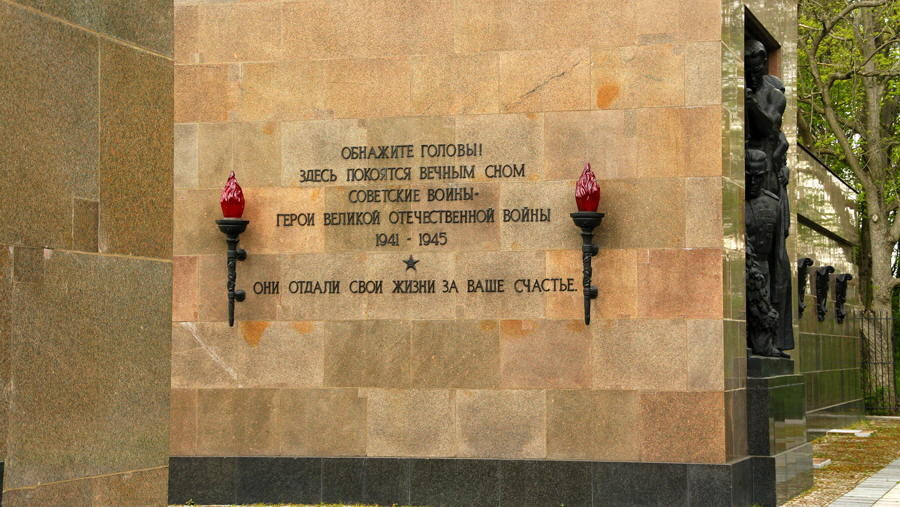 ОБНАЖИТЕ ГОЛОВЫ!
ЗДЕСЬ ПОКОЯТСЯ ВЕЧНЫМ СНОМ
СОВЕТСКИЕ ВОИНЫ-
ГЕРОИ ВЕЛИКОЙ ОТЕЧЕСТВЕННОЙ ВОЙНЫ
1941 - 1945
ОНИ ОТДАЛИ СВОИ ЖИЗНИ ЗА ВАШЕ СЧАСТЬЕ.